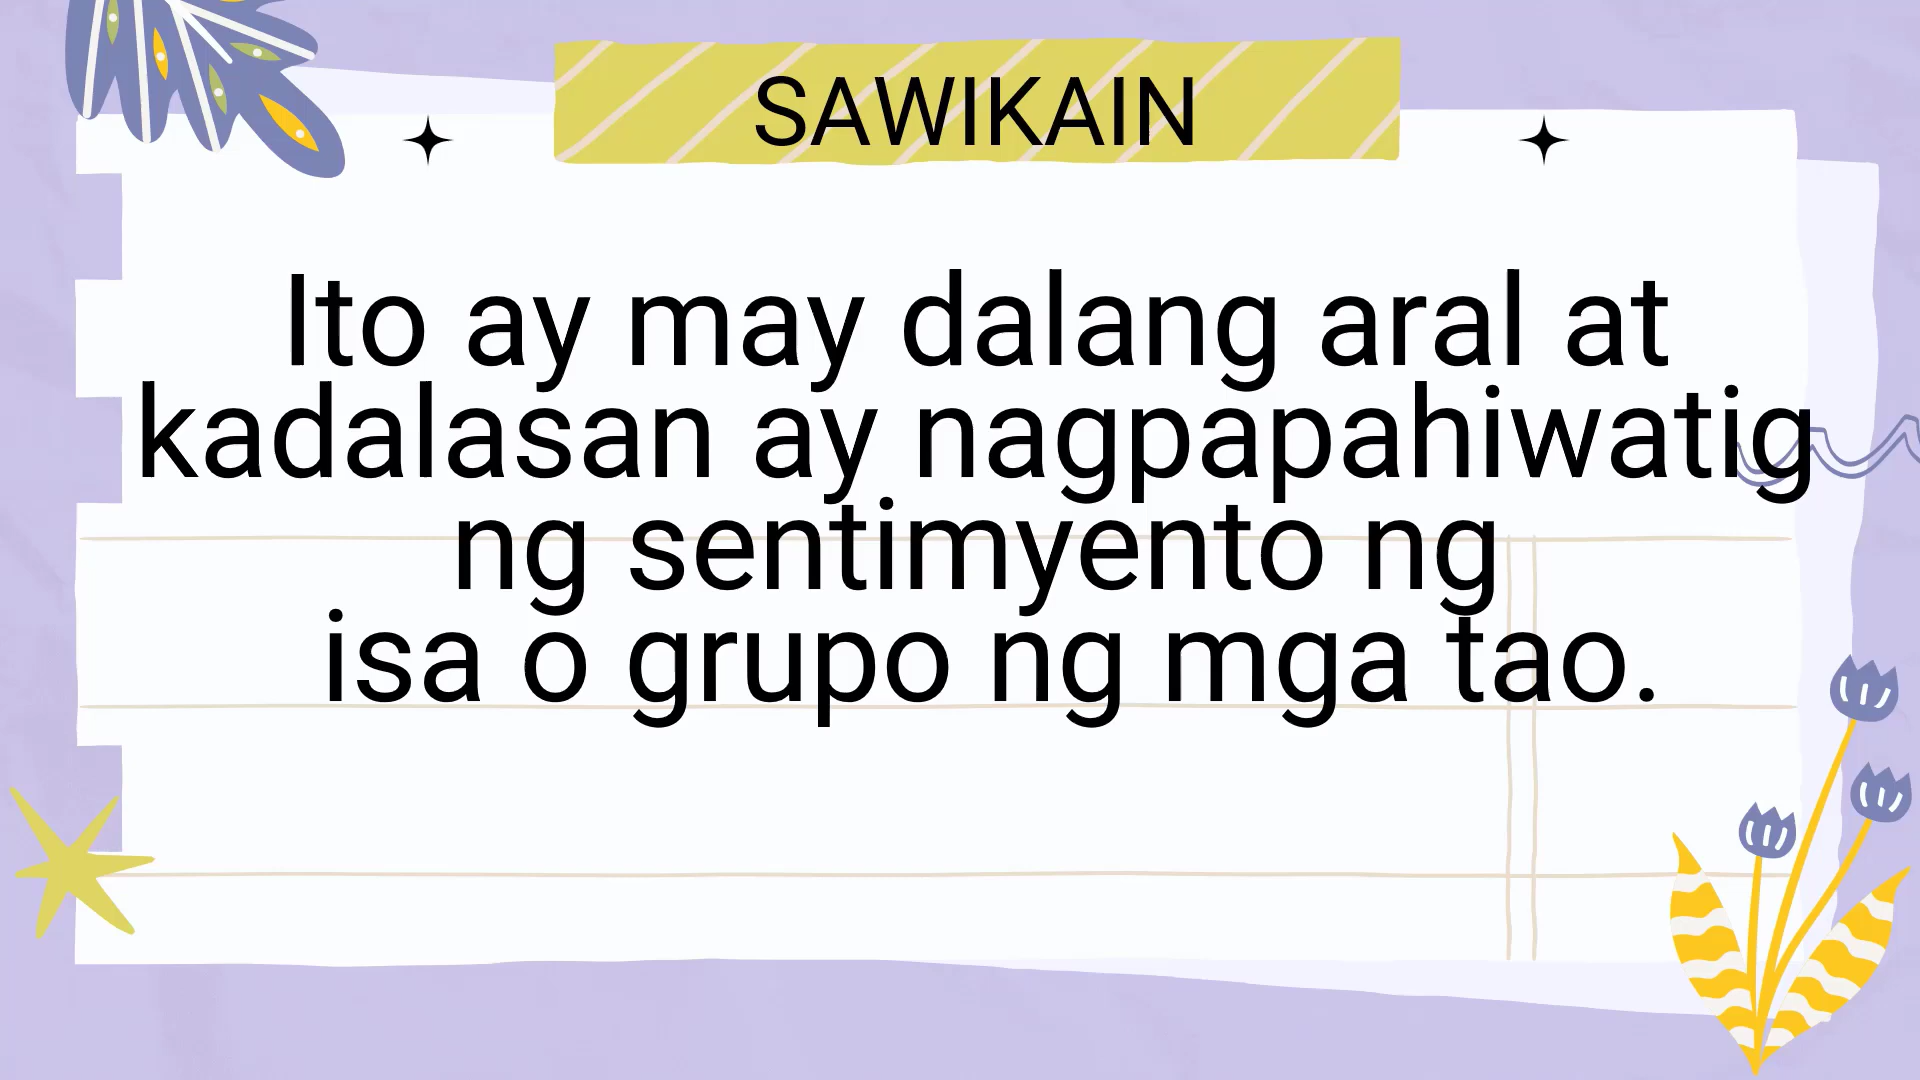 SAWIKAIN
Ito ay may dalang aral at
kadalasan ay nagpapahiwatig
ng sentimyento ng
isa o grupo ng mga tao.